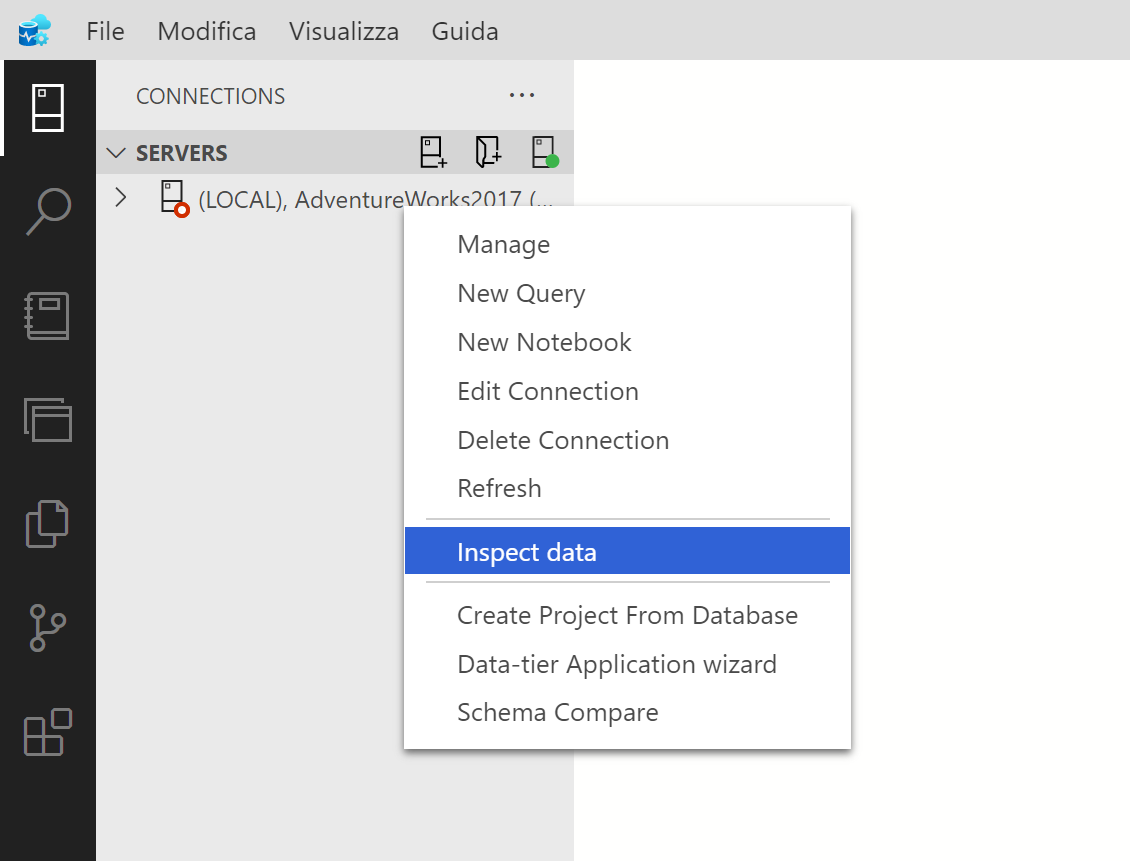 File Modifica Visualizza Guida
CONNECTIONS ...
SERVERS
(LOCAL), AdventureWorks2017 (...
Manage
New Query
New Notebook
Edit Connection
Delete Connection
Refresh
Inspect data
Create Project From Database
Data-tier Application wizard
Schema Compare